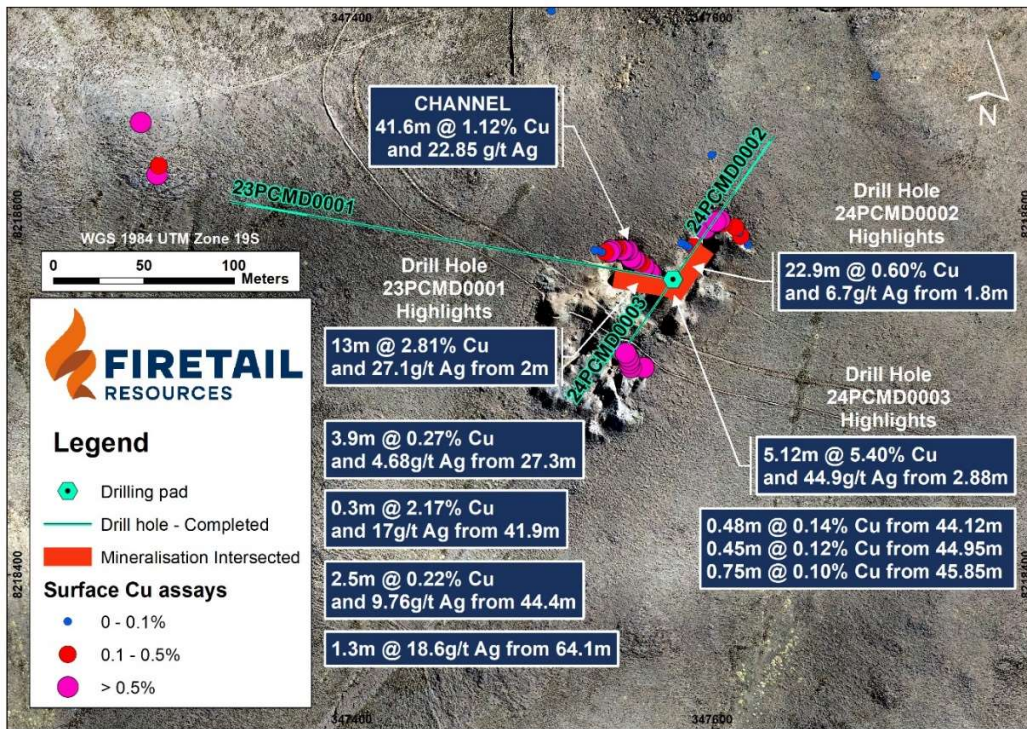 347400
347600
CHANNEL
41.6m @ 1.12% Cu
and 22.85 g/t Ag
N
23PCMD0001
24PCMD0002
8218600
8218600
WGS 1984 UTM Zone 19S
0 50 100
Meters
Drill Hole
23PCMD0001
Highlights
13m @ 2.81% Cu
and 27.1g/t Ag from 2m
3.9m @ 0.27% Cu
and 4.68g/t Ag from 27.3m
0.3m @ 2.17% Cu
and 17g/t Ag from 41.9m
2.5m @ 0.22% Cu
and 9.76g/t Ag from 44.4m
1.3m @ 18.6g/t Ag from 64.1m
24PCMD0003
Drill Hole
24PCMD0002
Highlights
22.9m @ 0.60% Cu
and 6.7g/t Ag from 1.8m
Drill Hole
24PCMD0003
Highlights
5.12m @ 5.40% Cu
and 44.9g/t Ag from 2.88m
0.48m @ 0.14% Cu from 44.12m
0.45m @ 0.12% Cu from 44.95m
0.75m @ 0.10% Cu from 45.85m
FIRETAIL
RESOURCES
Legend
Drilling pad
Drill hole - Completed
Mineralisation Intersected
Surface Cu assays
0 - 0.1%
0.1 - 0.5%
> 0.5%
8218400
8218400
347400
347600